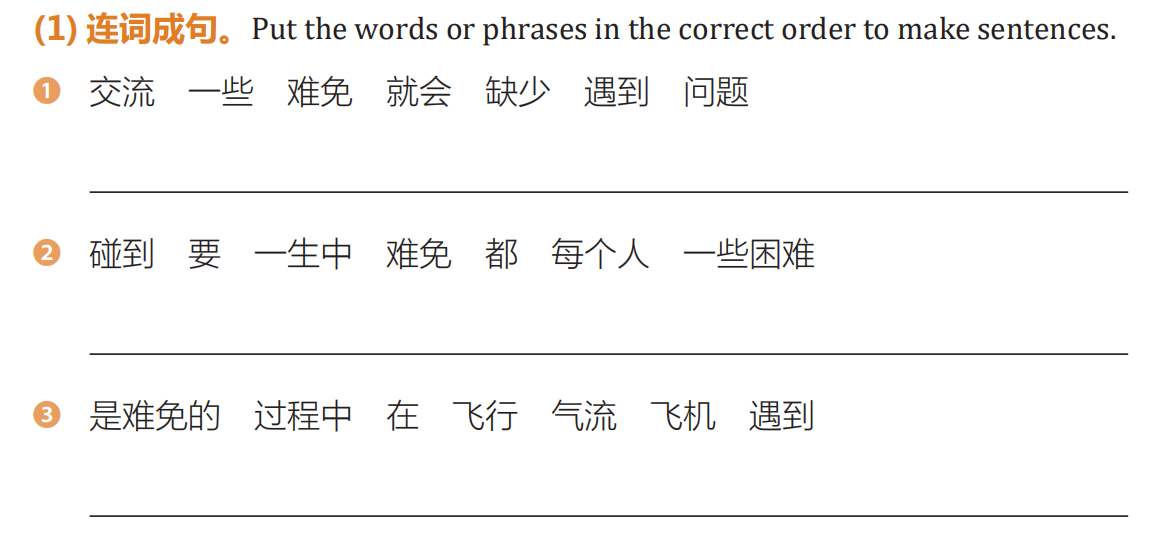 (1) 连词成句。 Put the words or phrases in the correct order to make sentences.
1 交流 一些 难免 就会 缺少 遇到 问题
2 碰到 要 一生中 难免 都 每个人 一些困难
3 是难免的 过程中 在 飞行 气流 飞机 遇到